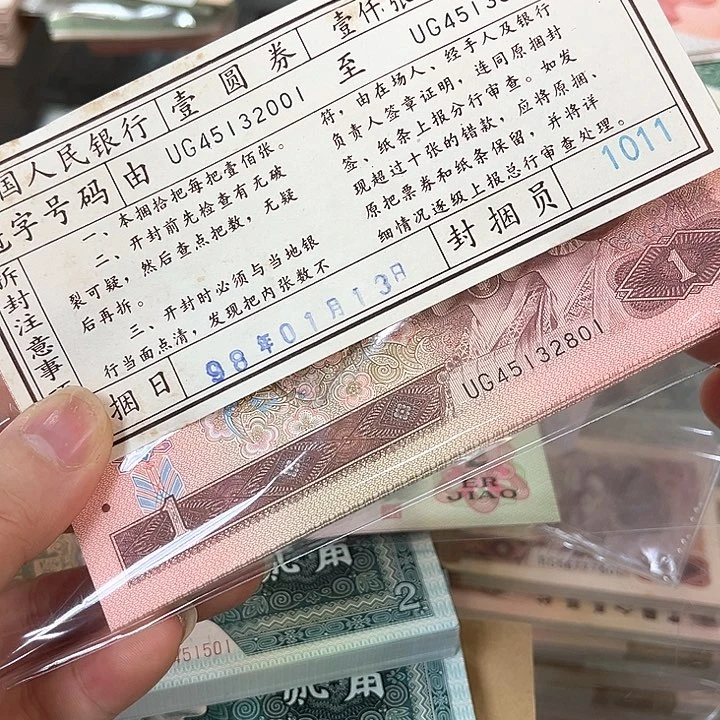 国人民银行 壹圆券 壹仟张
字号码 由 UG45132001 至 UG4513
一、本捆拾把每把壹佰张。
二、开封前先检查有无破
裂可疑，然后查点把数，无疑
后再拆。
三、开封时必须与当地银
行当面点清，发现把内张数不
符，由在场人、经手人及银行
负责人签章证明，连同原捆封
签、纸条上报分行审查。如发
现超过十张的错款，应将原捆、
原把票券和纸条保留，并将详
细情况逐级上报总行审查处理。
拆封注意事
捆日 98年01月13日
封捆员 1011
1
UG45132801
1
ER
JIAO
贰角
2
451501
贰角